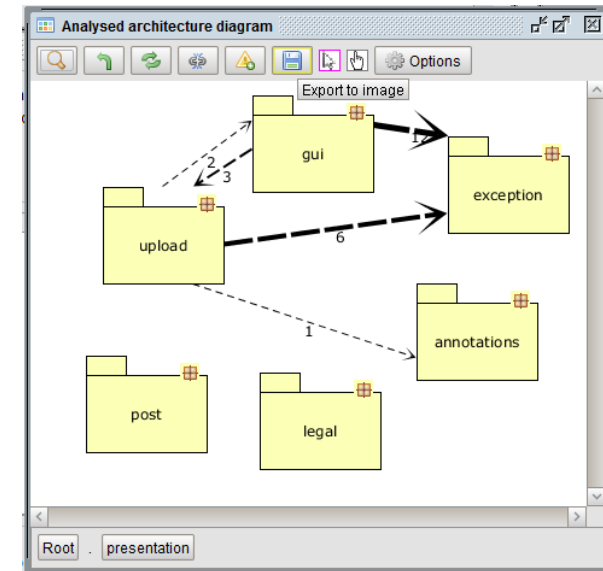 Analysed architecture diagram
Options
Export to image
gui
12
exception
2
3
upload
6
annotations
1
post
legal
Root . presentation